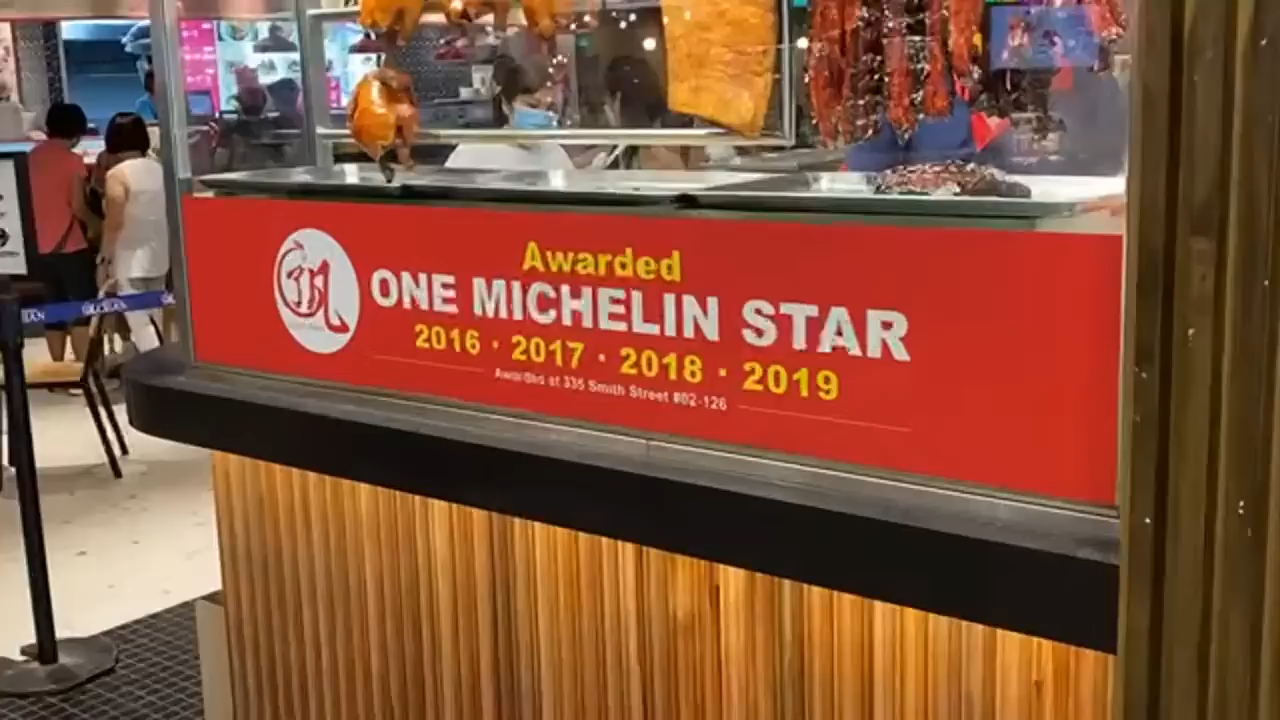 Awarded
ONE MICHELIN STAR
2016 · 2017 · 2018 · 2019
Awarded at 335 Smith Street #02-126